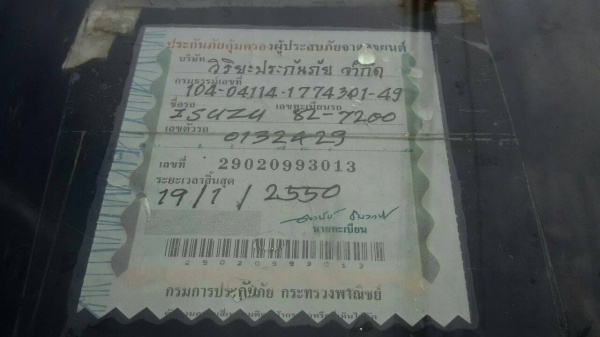 ประกันภัยคุ้มครองผู้ประสบภัยจากรถยนต์
บริษัท วิริยะประกันภัย จำกัด
กรมธรรม์เลขที่ 104-04114-1774301-49
ชื่อรถ ISUZU เลขทะเบียนรถ 82-7200
เลขตัวรถ 0132429
เลขที่ 29020993013
ระยะเวลาสิ้นสุด
19/1/2550
นายทะเบียน
29020993013
กรมการประกันภัย กระทรวงพาณิชย์